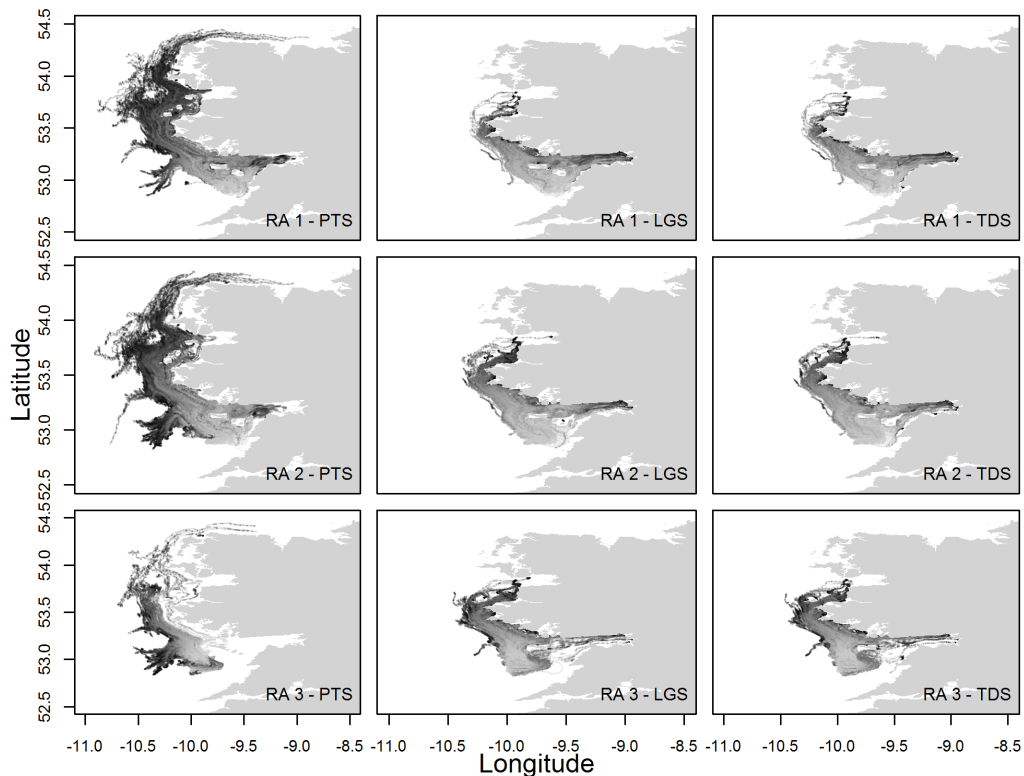 54.5
54.0
53.5
53.0
52.5
RA 1 - PTS
RA 1 - LGS
RA 1 - TDS
Latitude
54.5
54.0
53.5
53.0
52.5
RA 2 - PTS
RA 2 - LGS
RA 2 - TDS
54.5
54.0
53.5
53.0
52.5
RA 3 - PTS
RA 3 - LGS
RA 3 - TDS
-11.0 -10.5 -10.0 -9.5 -9.0 -8.5 -11.0 -10.5 -10.0 -9.5 -9.0 -8.5 -11.0 -10.5 -10.0 -9.5 -9.0 -8.5
Longitude